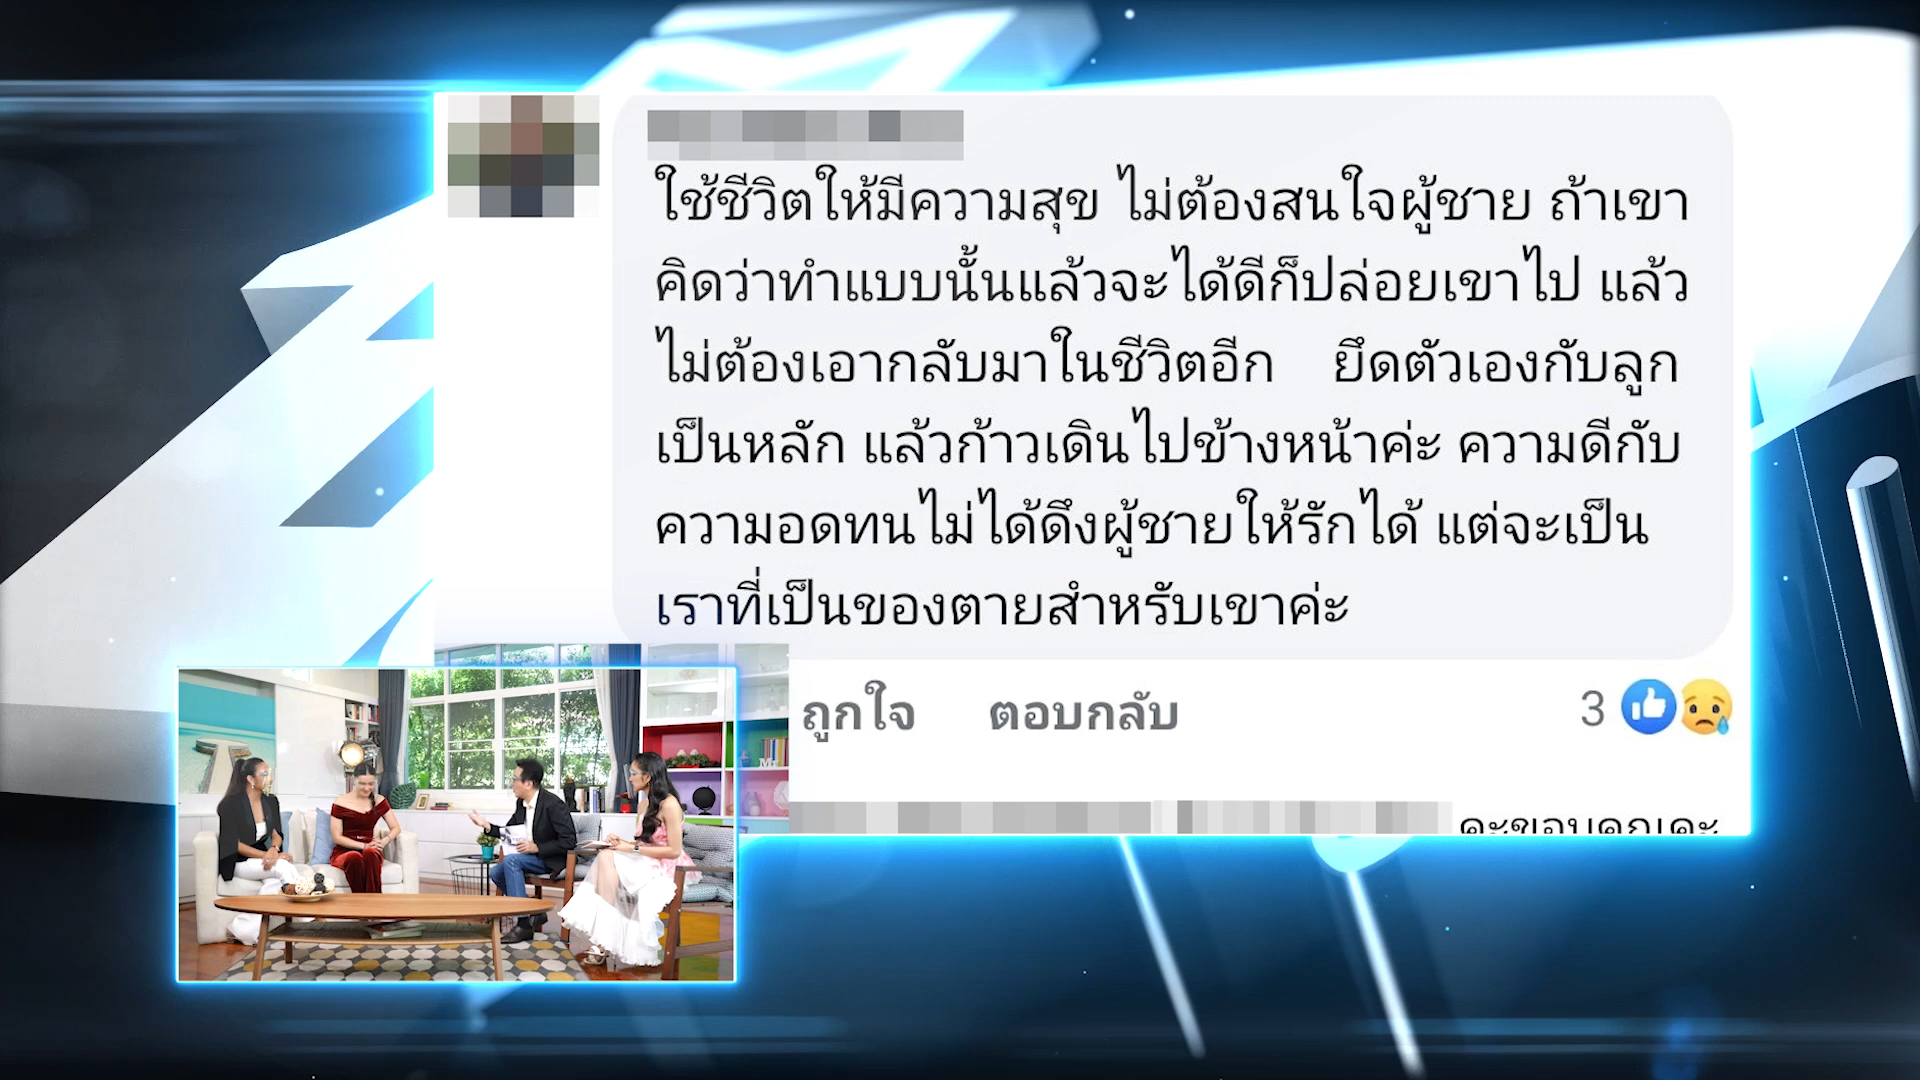 ใช้ชีวิตให้มีความสุข ไม่ต้องสนใจผู้ชาย ถ้าเขา
คิดว่าทำแบบนั้นแล้วจะได้ดีก็ปล่อยเขาไป แล้ว
ไม่ต้องเอากลับมาในชีวิตอีก ยึดตัวเองกับลูก
เป็นหลัก แล้วก้าวเดินไปข้างหน้าค่ะ ความดีกับ
ความอดทนไม่ได้ดึงผู้ชายให้รักได้ แต่จะเป็น
เราที่เป็นของตายสำหรับเขาค่ะ
ถูกใจ ตอบกลับ 3